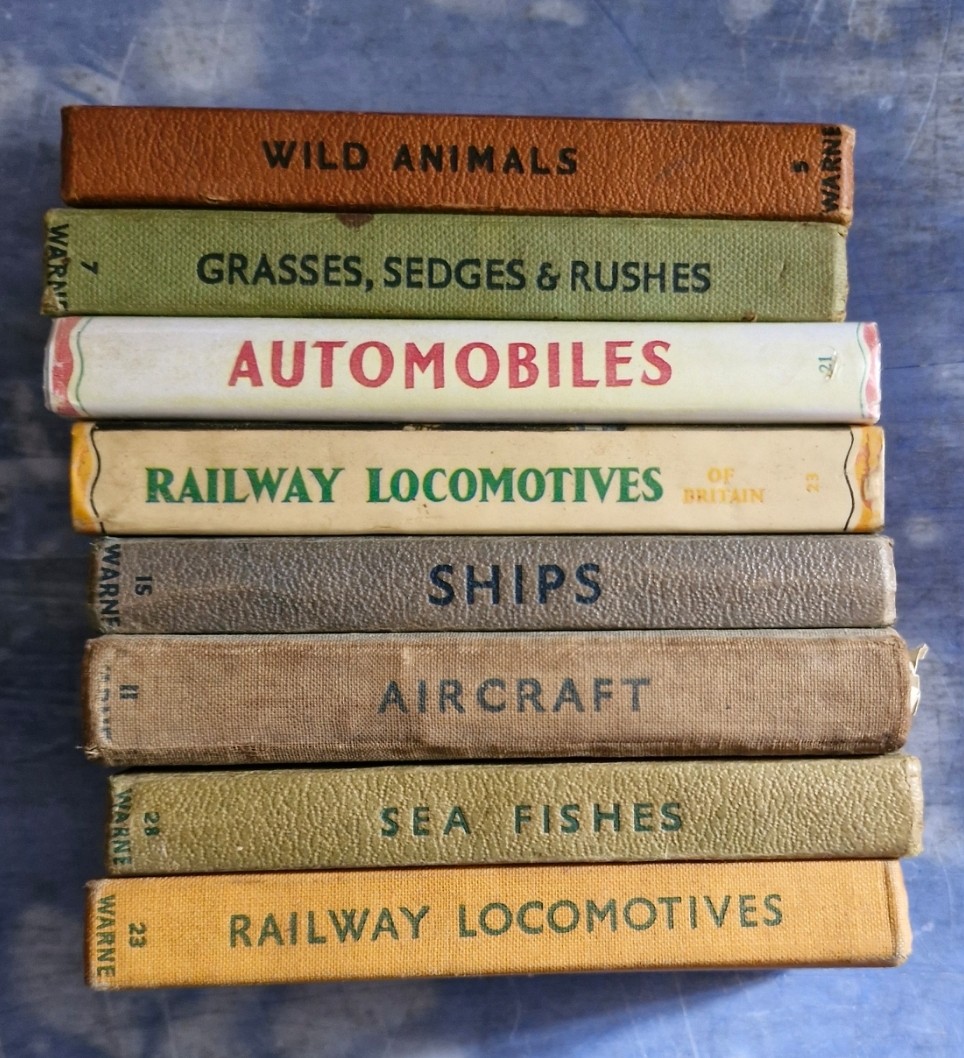 WILD ANIMALS 5 WARNE
WARNE 7 GRASSES, SEDGES & RUSHES
AUTOMOBILES 21
RAILWAY LOCOMOTIVES OF BRITAIN 23
WARNE 15 SHIPS
11 AIRCRAFT
WARNE 28 SEA FISHES
WARNE 23 RAILWAY LOCOMOTIVES